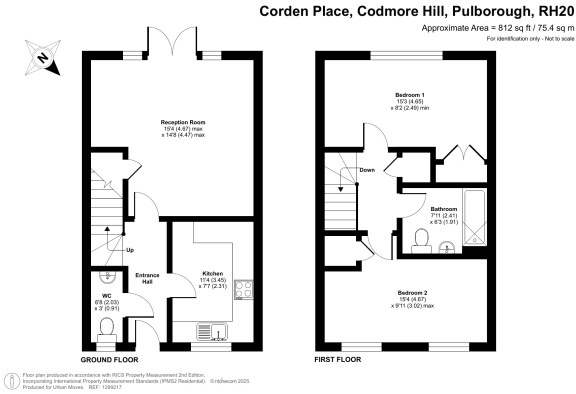 Corden Place, Codmore Hill, Pulborough, RH20
Approximate Area = 812 sq ft / 75.4 sq m
For identification only - Not to scale
N
Reception Room
15'4 (4.67) max
x 14'8 (4.47) max
Up
Entrance
Hall
Kitchen
11'4 (3.45)
x 7'7 (2.31)
WC
6'8 (2.03)
x 3' (0.91)
GROUND FLOOR
Bedroom 1
15'3 (4.65)
x 8'2 (2.49) min
Down
Bathroom
7'11 (2.41)
x 6'3 (1.91)
Bedroom 2
15'4 (4.67)
x 9'11 (3.02) max
FIRST FLOOR
Floor plan produced in accordance with RICS Property Measurement 2nd Edition,
Incorporating International Property Measurement Standards (IPMS2 Residential). ©nichecom 2025.
Produced for Urban Moves. REF: 1299217